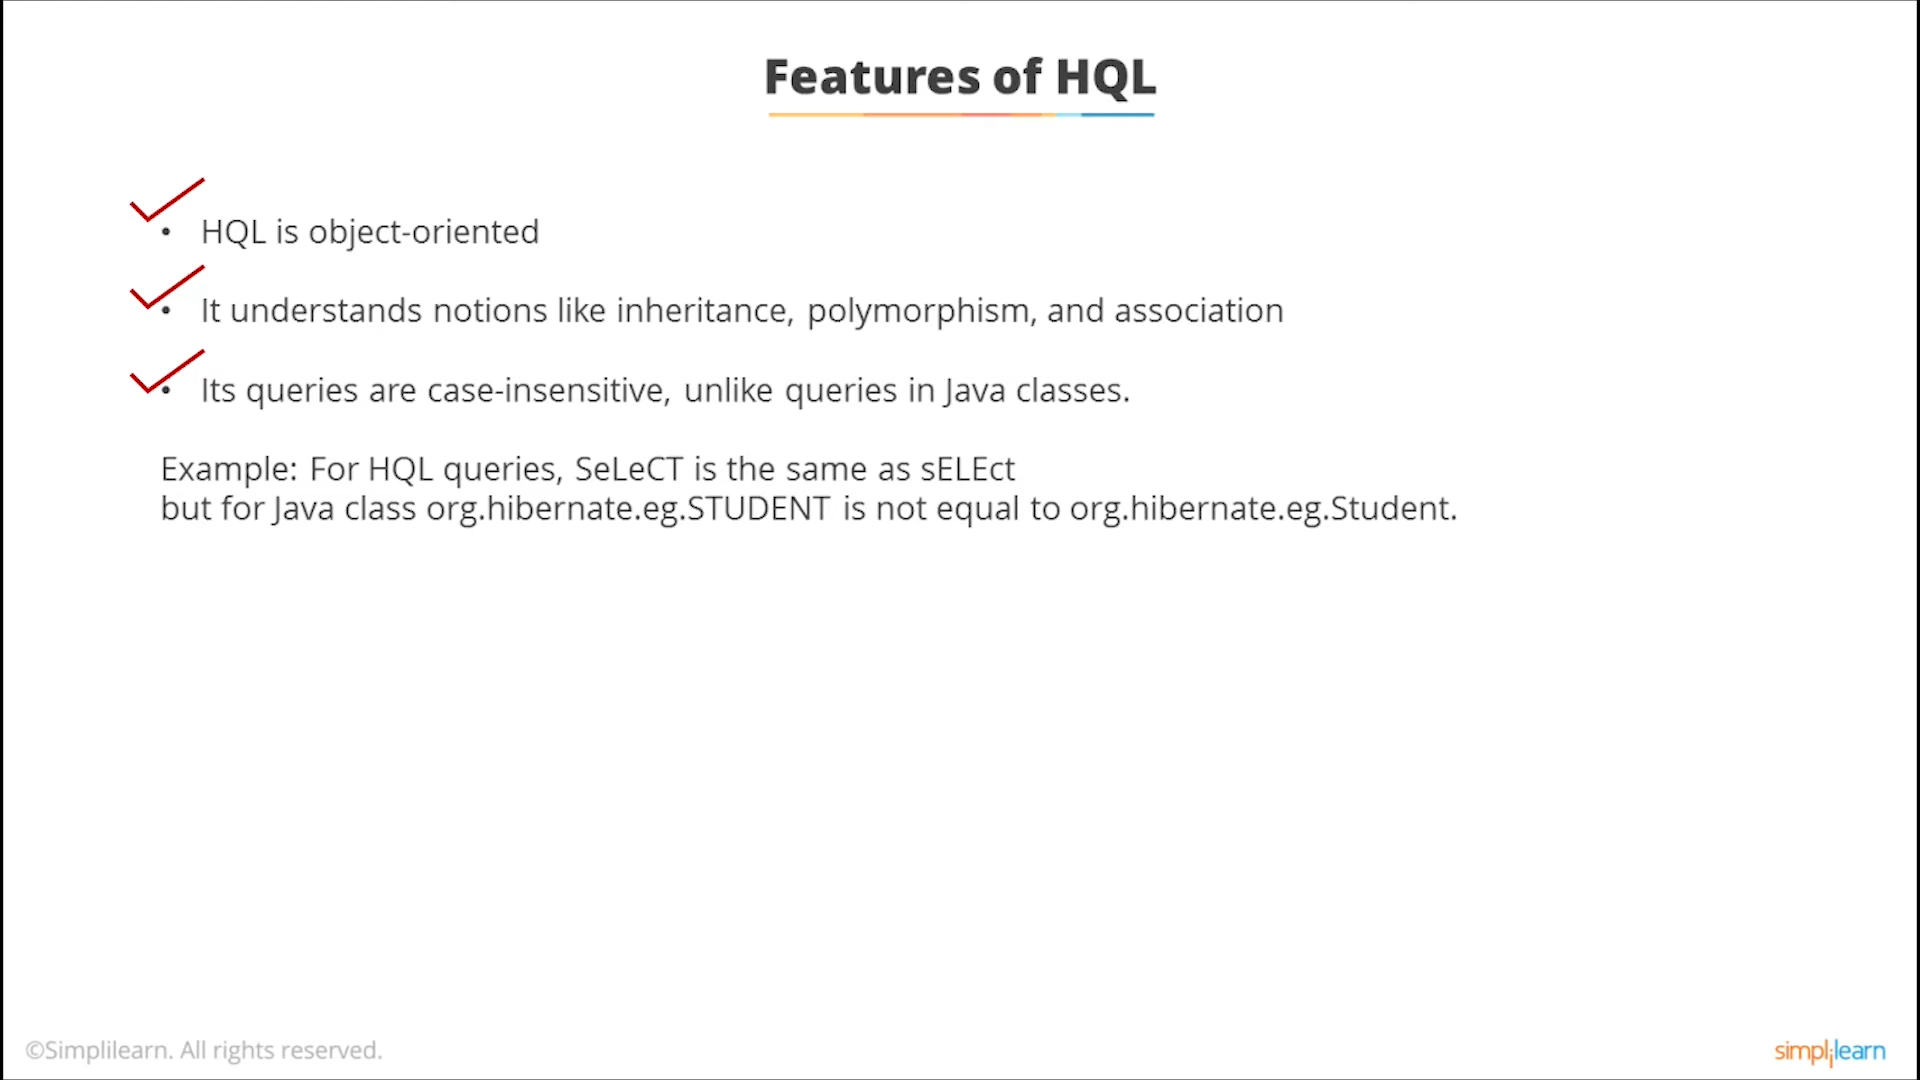 Features of HQL
• HQL is object-oriented
• It understands notions like inheritance, polymorphism, and association
• Its queries are case-insensitive, unlike queries in Java classes.
Example: For HQL queries, SeLeCT is the same as sELEct
but for Java class org.hibernate.eg.STUDENT is not equal to org.hibernate.eg.Student.
©Simplilearn. All rights reserved.
simplilearn